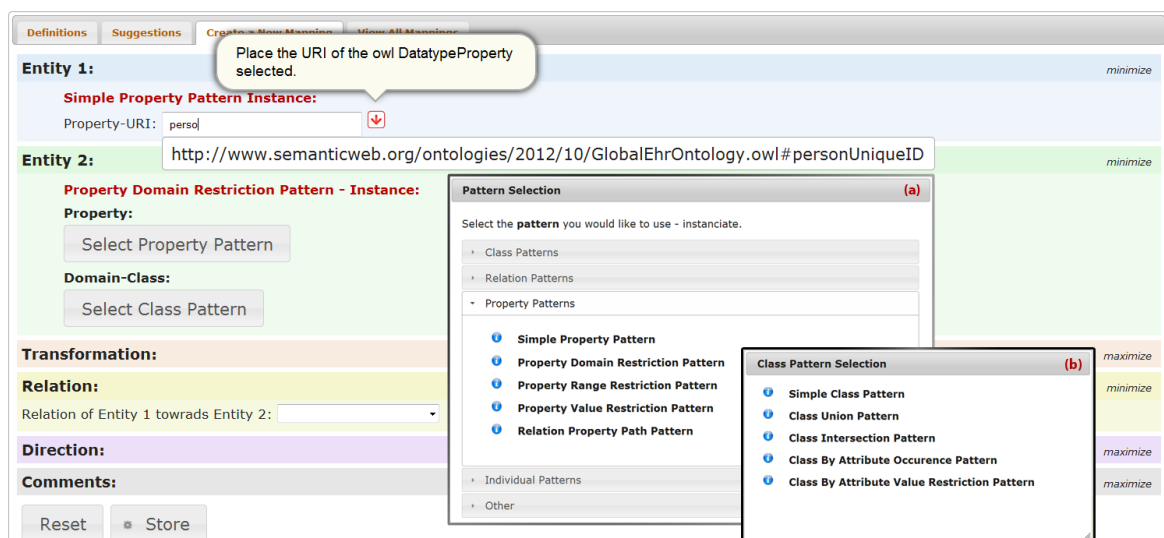 Definitions
Suggestions
Create a New Mapping
View All Mappings
Place the URI of the owl DatatypeProperty
selected.
Entity 1:
minimize
Simple Property Pattern Instance:
Property-URI: perso
http://www.semanticweb.org/ontologies/2012/10/GlobalEhrOntology.owl#personUniqueID
Entity 2:
minimize
Property Domain Restriction Pattern - Instance:
Property:
Select Property Pattern
Domain-Class:
Select Class Pattern
Pattern Selection
(a)
Select the pattern you would like to use - instanciate.
Class Patterns
Relation Patterns
Property Patterns
Simple Property Pattern
Property Domain Restriction Pattern
Property Range Restriction Pattern
Property Value Restriction Pattern
Relation Property Path Pattern
Individual Patterns
Other
Class Pattern Selection
(b)
Simple Class Pattern
Class Union Pattern
Class Intersection Pattern
Class By Attribute Occurence Pattern
Class By Attribute Value Restriction Pattern
Transformation:
maximize
Relation:
minimize
Relation of Entity 1 towrads Entity 2:
Direction:
maximize
Comments:
maximize
Reset
Store